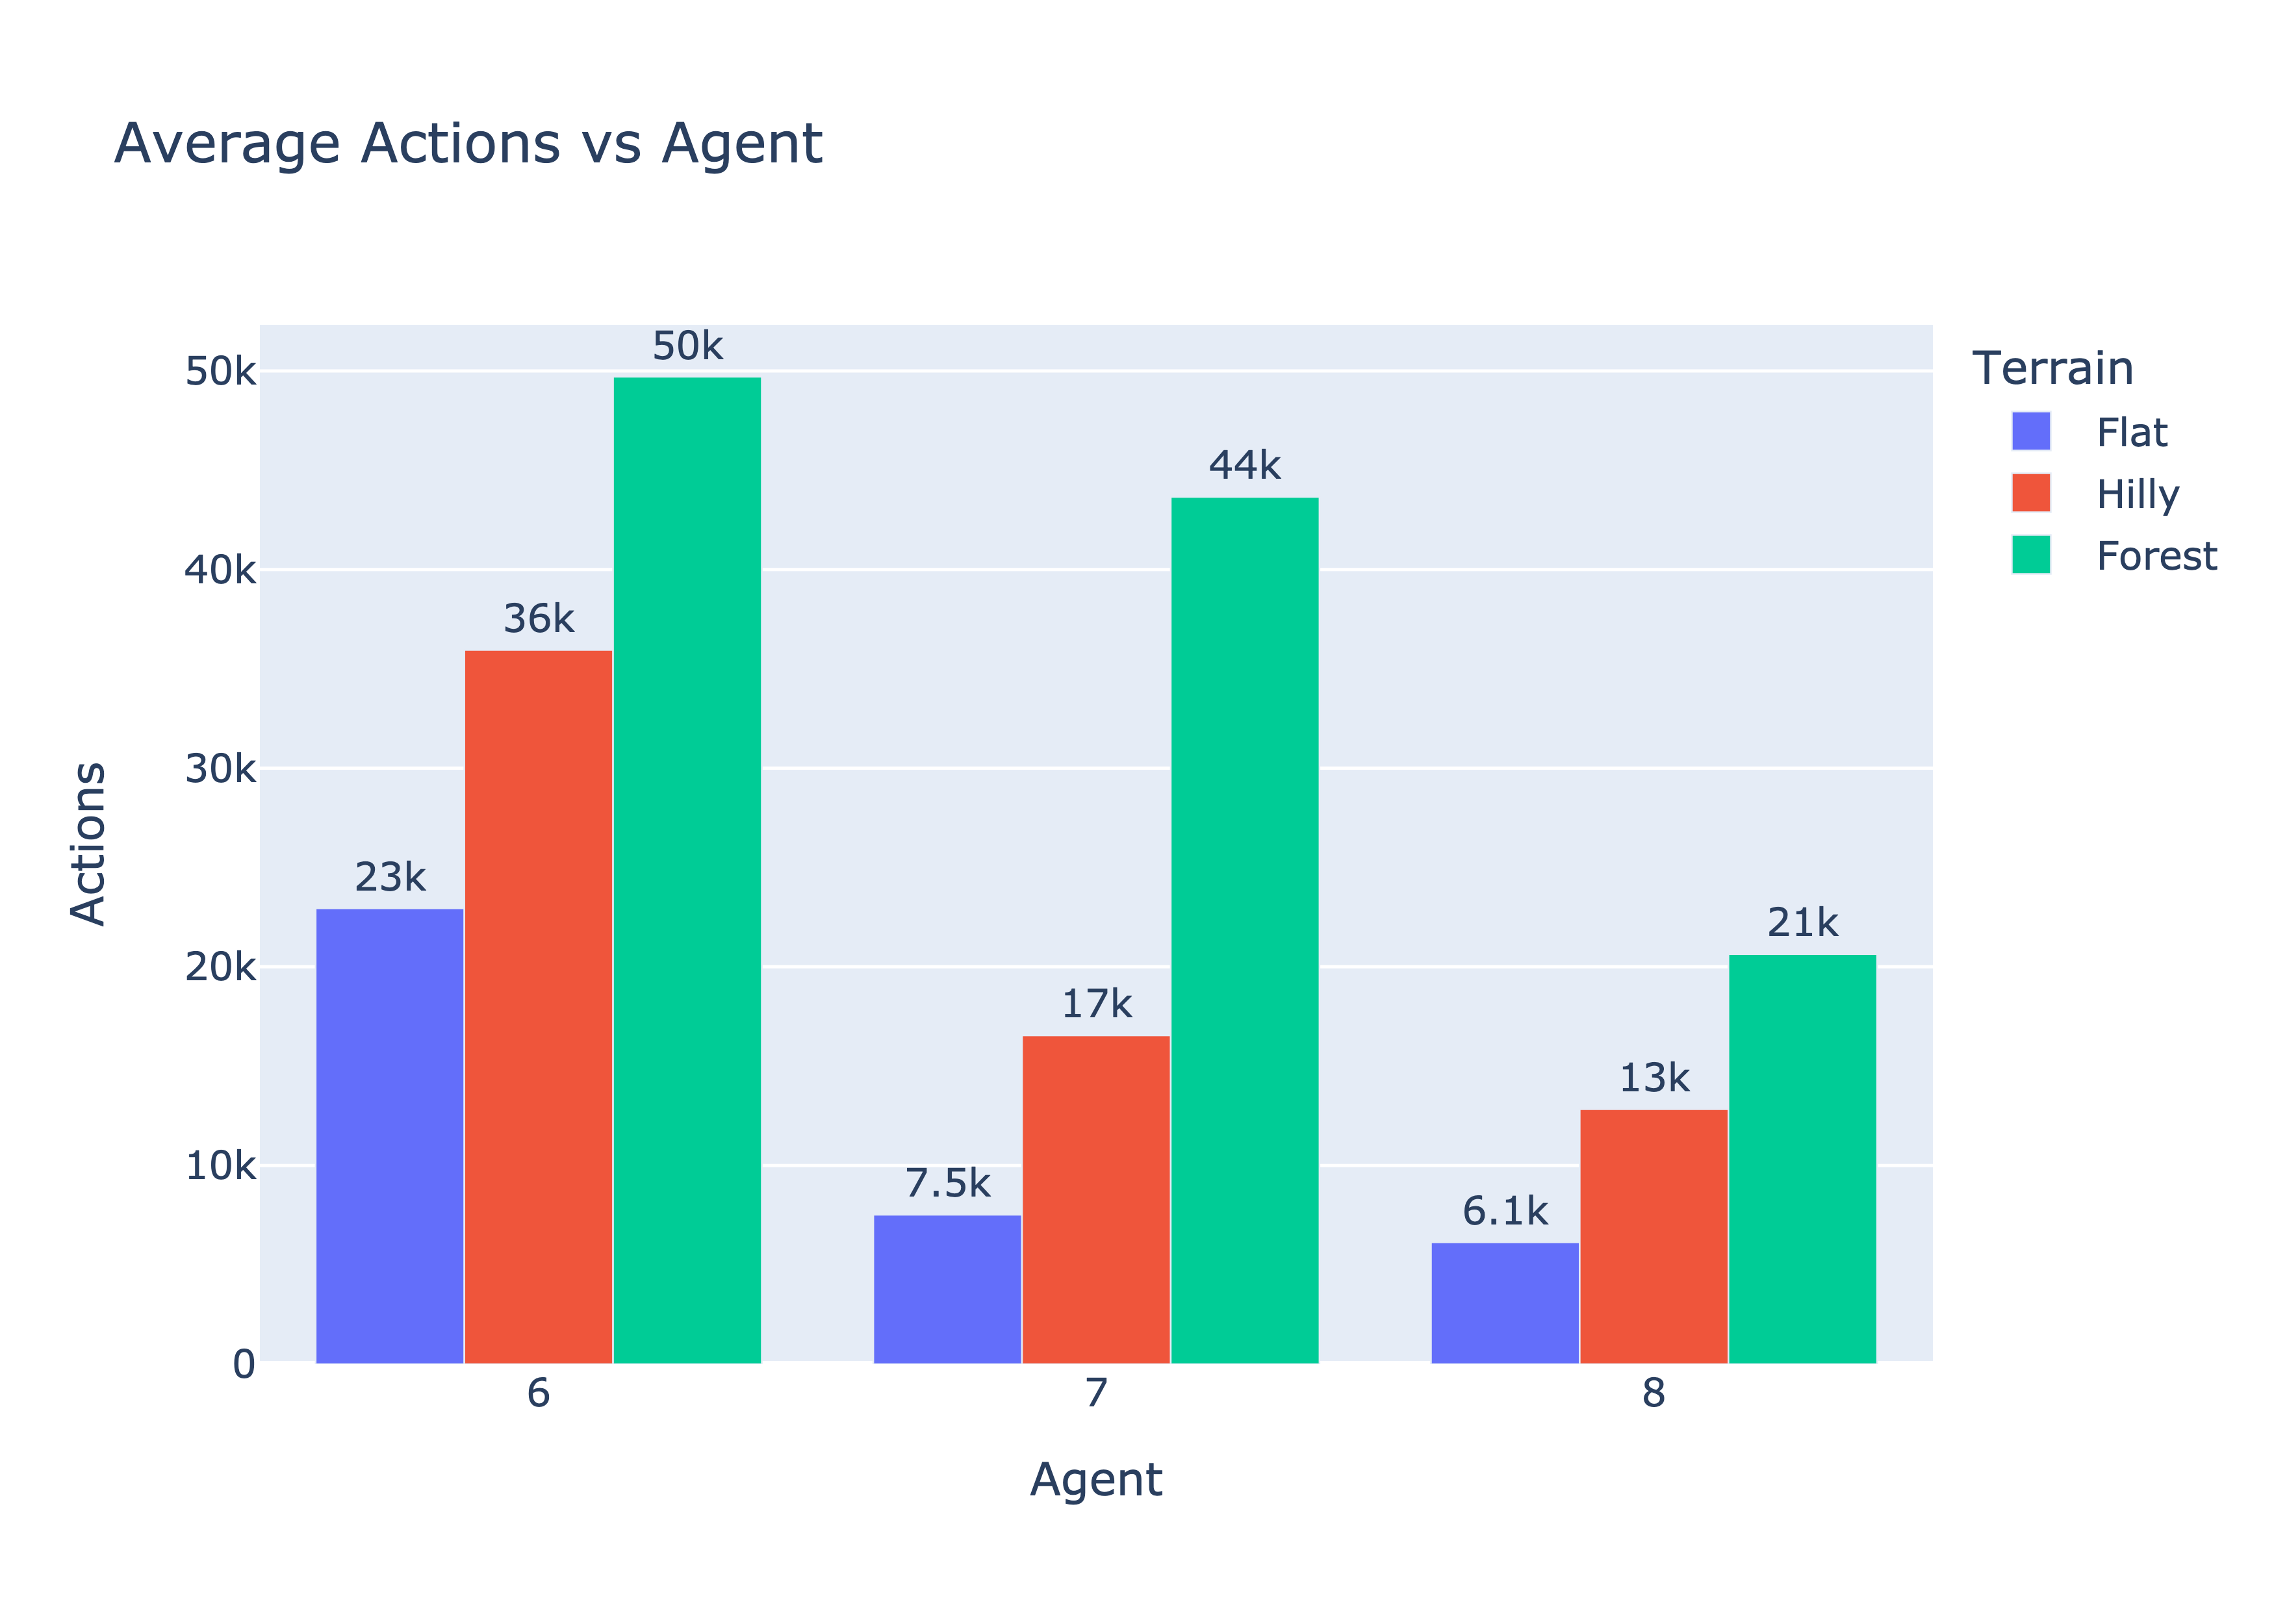 Average Actions vs Agent
50k
40k
30k
20k
10k
0
Actions
23k
36k
50k
7.5k
17k
44k
6.1k
13k
21k
6
7
8
Agent
Terrain
Flat
Hilly
Forest